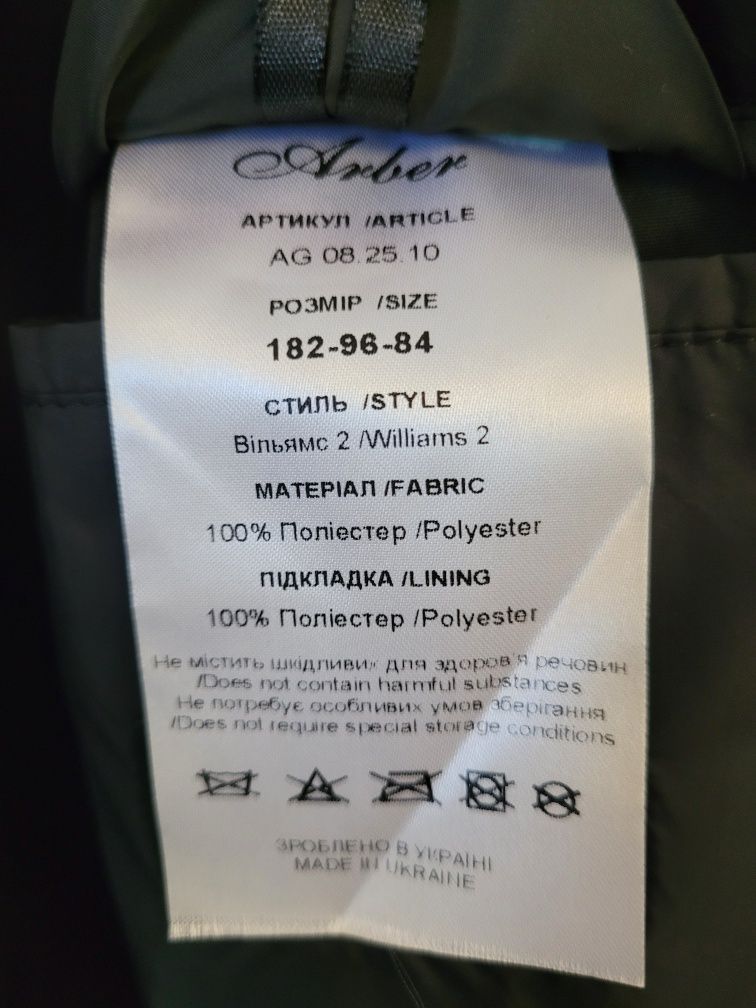 Arber
АРТИКУЛ /ARTICLE
AG 08.25.10
РОЗМІР /SIZE
182-96-84
СТИЛЬ /STYLE
Вільямс 2 /Williams 2
МАТЕРІАЛ /FABRIC
100% Поліестер /Polyester
ПІДКЛАДКА /LINING
100% Поліестер /Polyester
Не містить шкідливих для здоров'я речовин
/Does not contain harmful substances
Не потребує особливих умов зберігання
/Does not require special storage conditions
ЗРОБЛЕНО В УКРАЇНІ
MADE IN UKRAINE